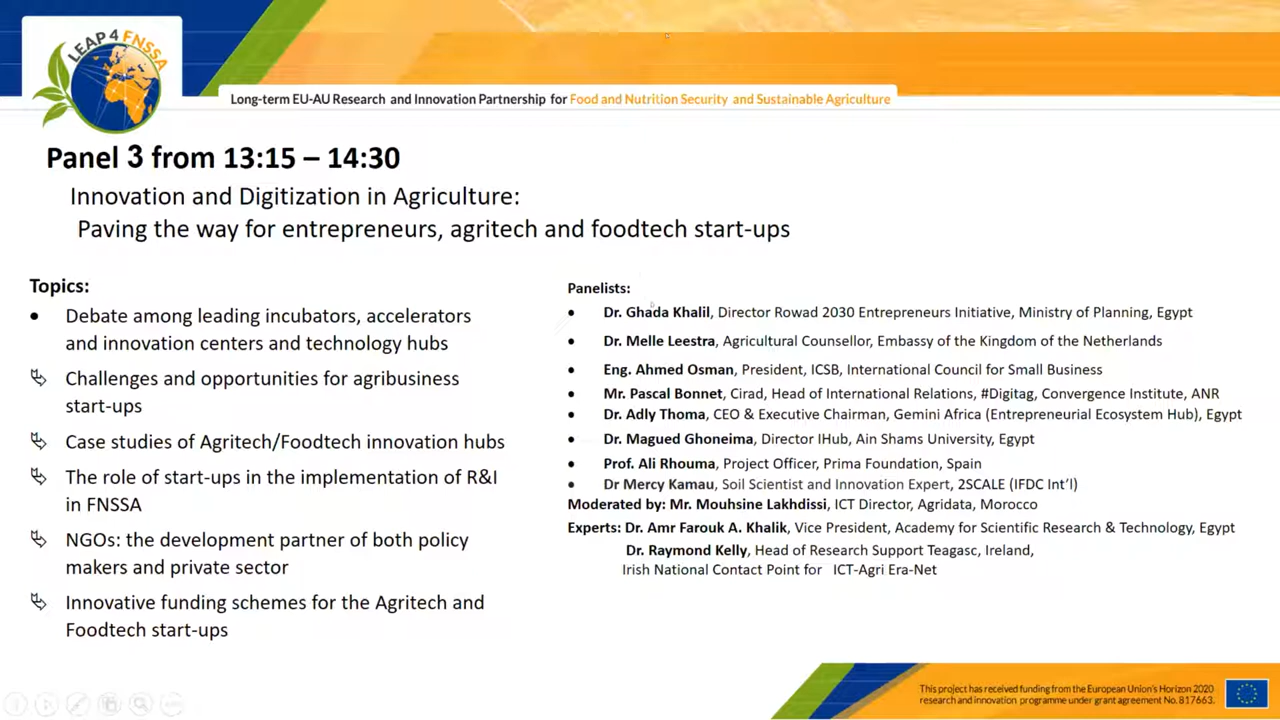 LEAP 4 FNSSA
Long-term EU-AU Research and Innovation Partnership for Food and Nutrition Security and Sustainable Agriculture
Panel 3 from 13:15 – 14:30
Innovation and Digitization in Agriculture:
Paving the way for entrepreneurs, agritech and foodtech start-ups
Topics:
Debate among leading incubators, accelerators
and innovation centers and technology hubs
Challenges and opportunities for agribusiness
start-ups
Case studies of Agritech/Foodtech innovation hubs
The role of start-ups in the implementation of R&I
in FNSSA
NGOs: the development partner of both policy
makers and private sector
Innovative funding schemes for the Agritech and
Foodtech start-ups
Panelists:
Dr. Ghada Khalil, Director Rowad 2030 Entrepreneurs Initiative, Ministry of Planning, Egypt
Dr. Melle Leestra, Agricultural Counsellor, Embassy of the Kingdom of the Netherlands
Eng. Ahmed Osman, President, ICSB, International Council for Small Business
Mr. Pascal Bonnet, Cirad, Head of International Relations, #Digitag, Convergence Institute, ANR
Dr. Adly Thoma, CEO & Executive Chairman, Gemini Africa (Entrepreneurial Ecosystem Hub), Egypt
Dr. Magued Ghoneima, Director IHub, Ain Shams University, Egypt
Prof. Ali Rhouma, Project Officer, Prima Foundation, Spain
Dr Mercy Kamau, Soil Scientist and Innovation Expert, 2SCALE (IFDC Int’l)
Moderated by: Mr. Mouhsine Lakhdissi, ICT Director, Agridata, Morocco
Experts: Dr. Amr Farouk A. Khalik, Vice President, Academy for Scientific Research & Technology, Egypt
Dr. Raymond Kelly, Head of Research Support Teagasc, Ireland,
Irish National Contact Point for ICT-Agri Era-Net
This project has received funding from the European Union's Horizon 2020
research and innovation programme under grant agreement No. 817663.